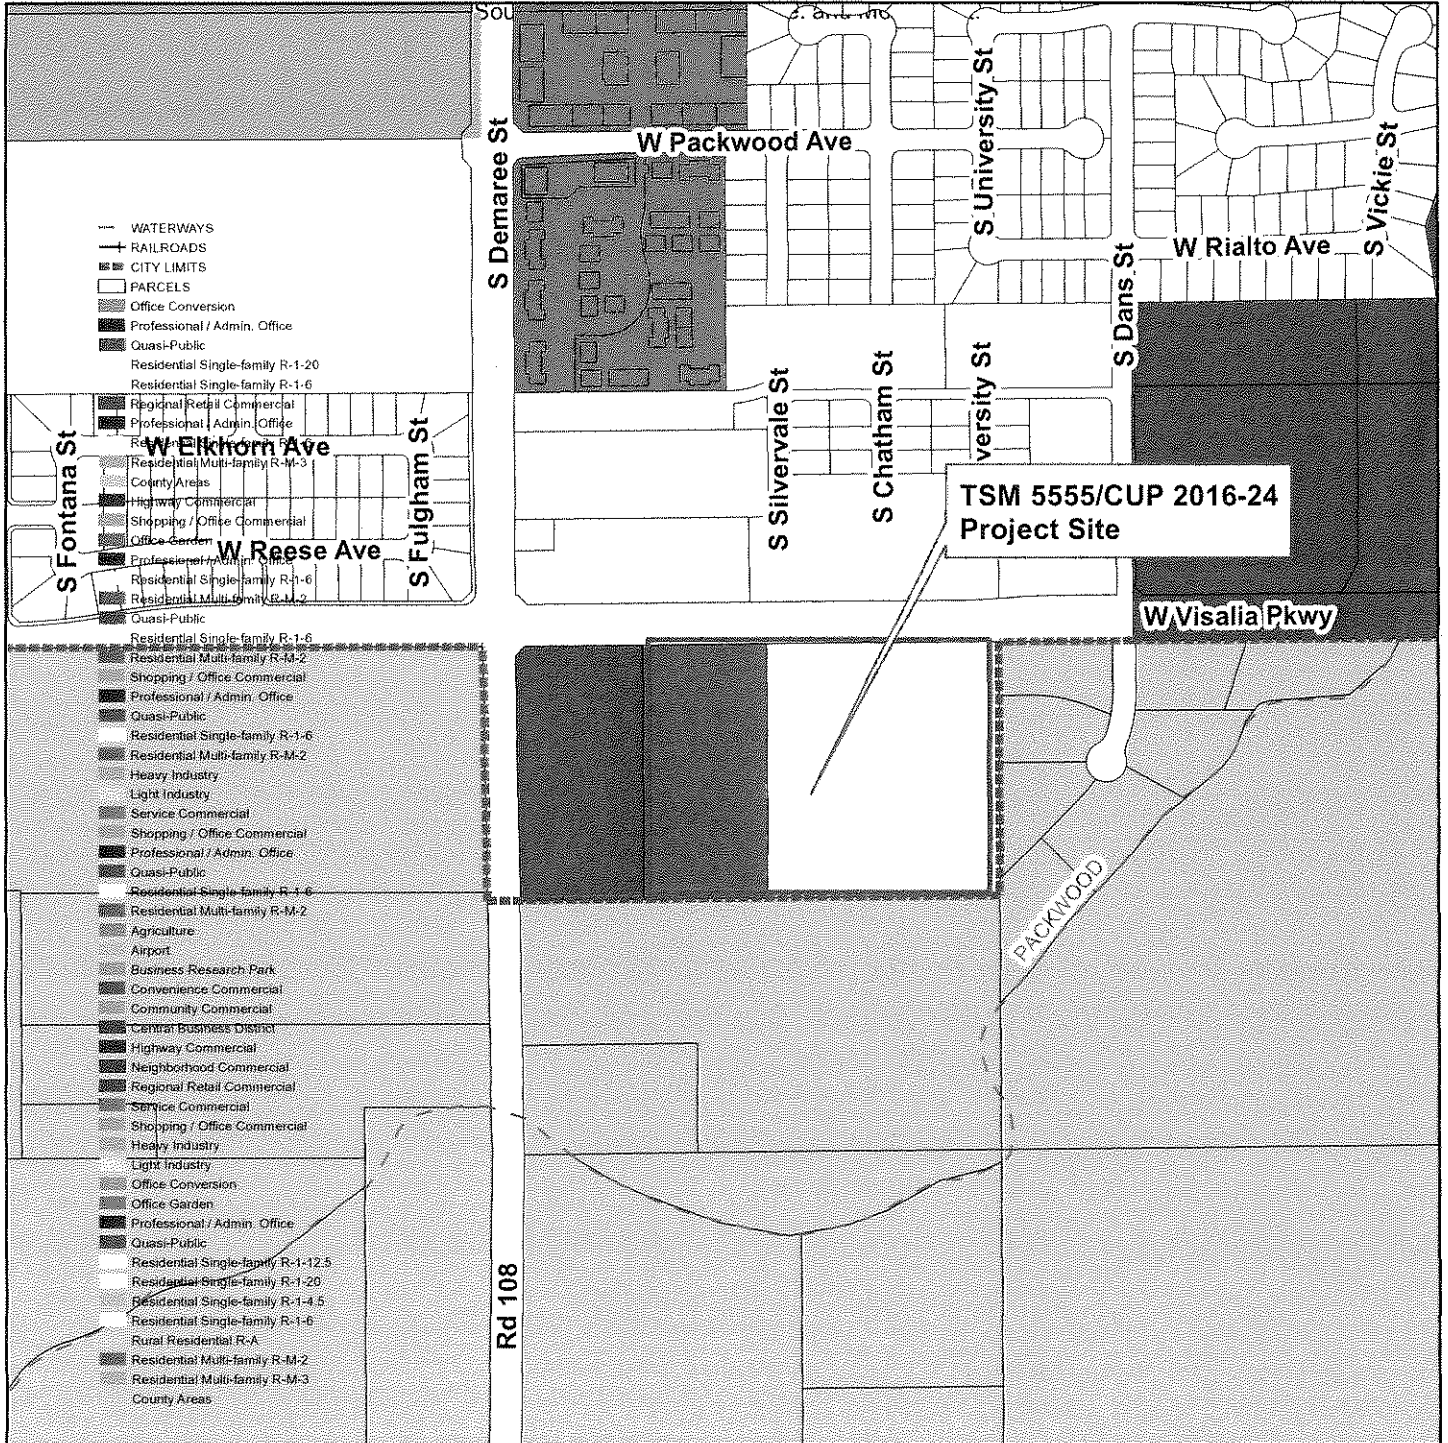 Sou
e. and Mo
S Demaree St
W Packwood Ave
S University St
S Vickie St
W Rialto Ave
S Dans St
WATERWAYS
RAILROADS
CITY LIMITS
PARCELS
Office Conversion
Professional / Admin. Office
Quasi-Public
Residential Single-family R-1-20
Residential Single-family R-1-6
Regional Retail Commercial
Professional / Admin. Office
Residential Single-family R-1-6
Residential Multi-family R-M-3
County Areas
Highway Commercial
Shopping / Office Commercial
Office Garden
Professional / Admin. Office
Residential Single-family R-1-6
Residential Multi-family R-M-2
Quasi-Public
Residential Single-family R-1-6
Residential Multi-family R-M-2
Shopping / Office Commercial
Professional / Admin. Office
Quasi-Public
Residential Single-family R-1-6
Residential Multi-family R-M-2
Heavy Industry
Light Industry
Service Commercial
Shopping / Office Commercial
Professional / Admin. Office
Quasi-Public
Residential Single-family R-1-6
Residential Multi-family R-M-2
Agriculture
Airport
Business Research Park
Convenience Commercial
Community Commercial
Central Business District
Highway Commercial
Neighborhood Commercial
Regional Retail Commercial
Service Commercial
Shopping / Office Commercial
Heavy Industry
Light Industry
Office Conversion
Office Garden
Professional / Admin. Office
Quasi-Public
Residential Single-family R-1-12.5
Residential Single-family R-1-20
Residential Single-family R-1-4.5
Residential Single-family R-1-6
Rural Residential R-A
Residential Multi-family R-M-2
Residential Multi-family R-M-3
County Areas
S Fontana St
W Elkhorn Ave
S Fulgham St
W Reese Ave
S Silvervale St
S Chatham St
versity St
TSM 5555/CUP 2016-24
Project Site
W Visalia Pkwy
PACKWOOD
Rd 108